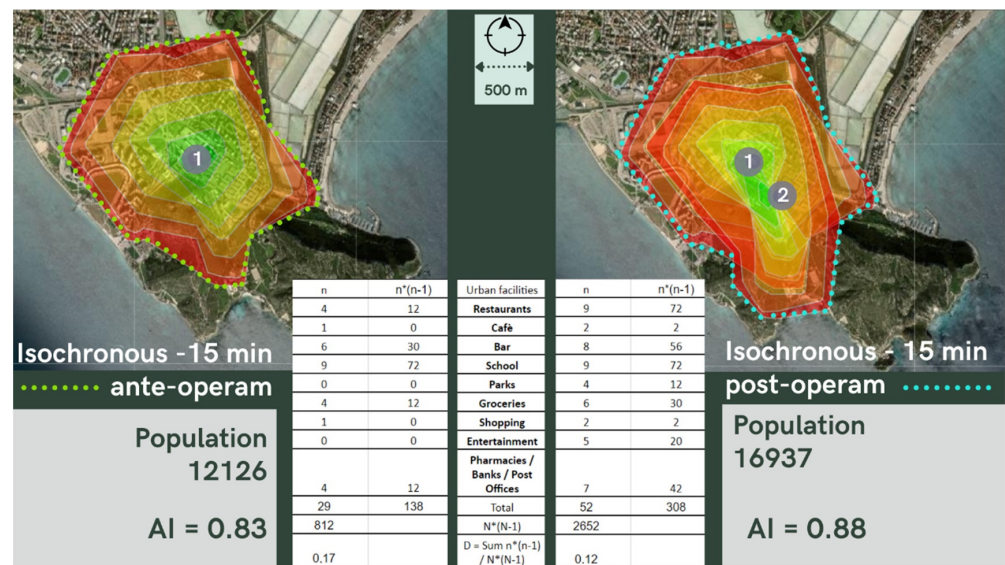 1
500 m
1
2
Isochronous -15 min
ante-operam
Population
12126
AI = 0.83
n n*(n-1) Urban facilities n n*(n-1)
4 12 Restaurants 9 72
1 0 Cafè 2 2
6 30 Bar 8 56
9 72 School 9 72
0 0 Parks 4 12
4 12 Groceries 6 30
1 0 Shopping 2 2
0 0 Entertainment 5 20
Pharmacies /
Banks / Post
4 12 Offices 7 42
29 138 Total 52 308
812 N*(N-1) 2652
D = Sum n*(n-1)
0.17 / N*(N-1) 0.12
Isochronous - 15 min
post-operam
Population
16937
AI = 0.88